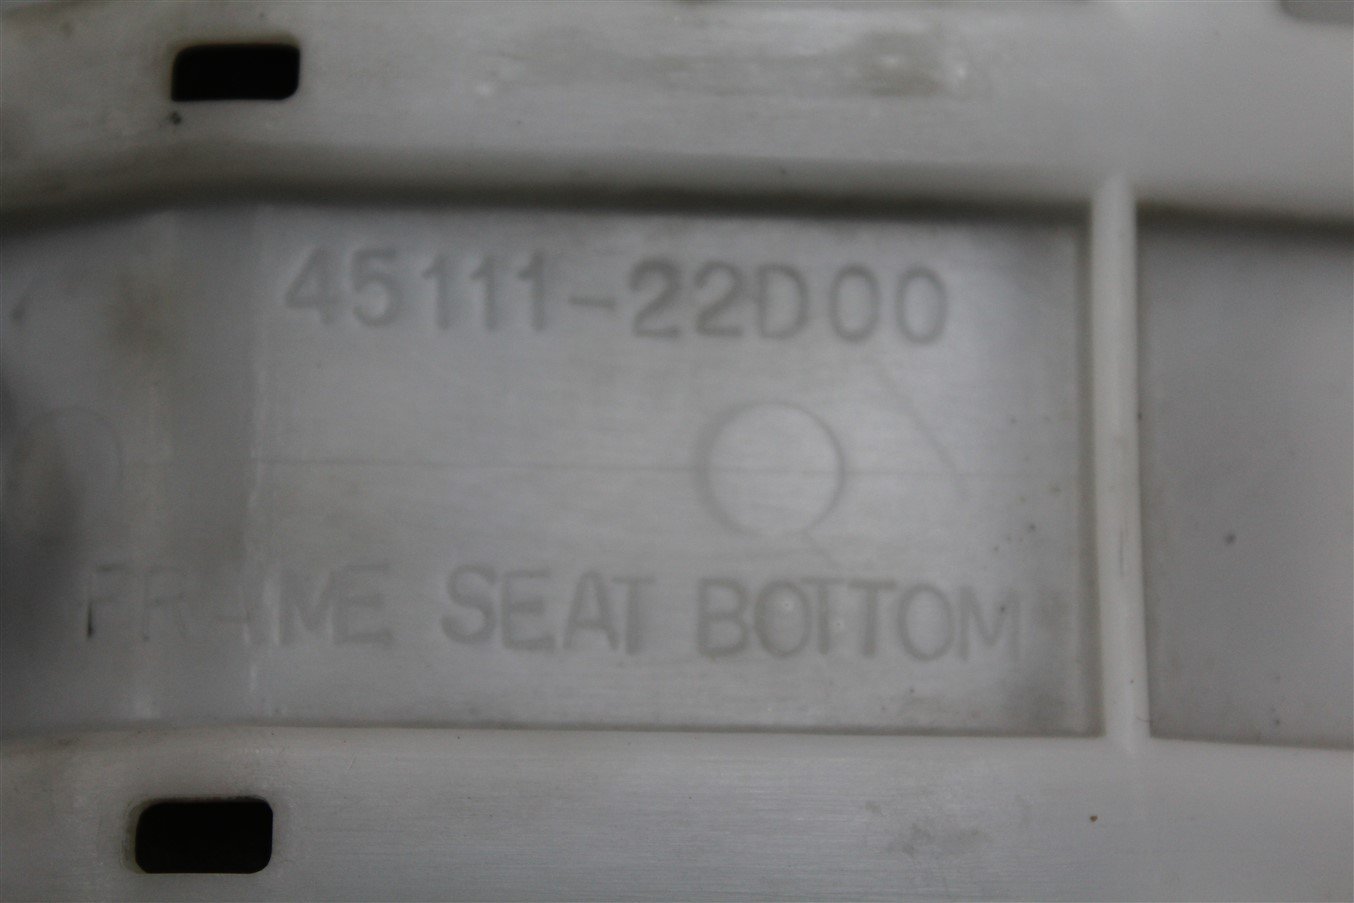 45111-22D00
FRAME SEAT BOTTOM